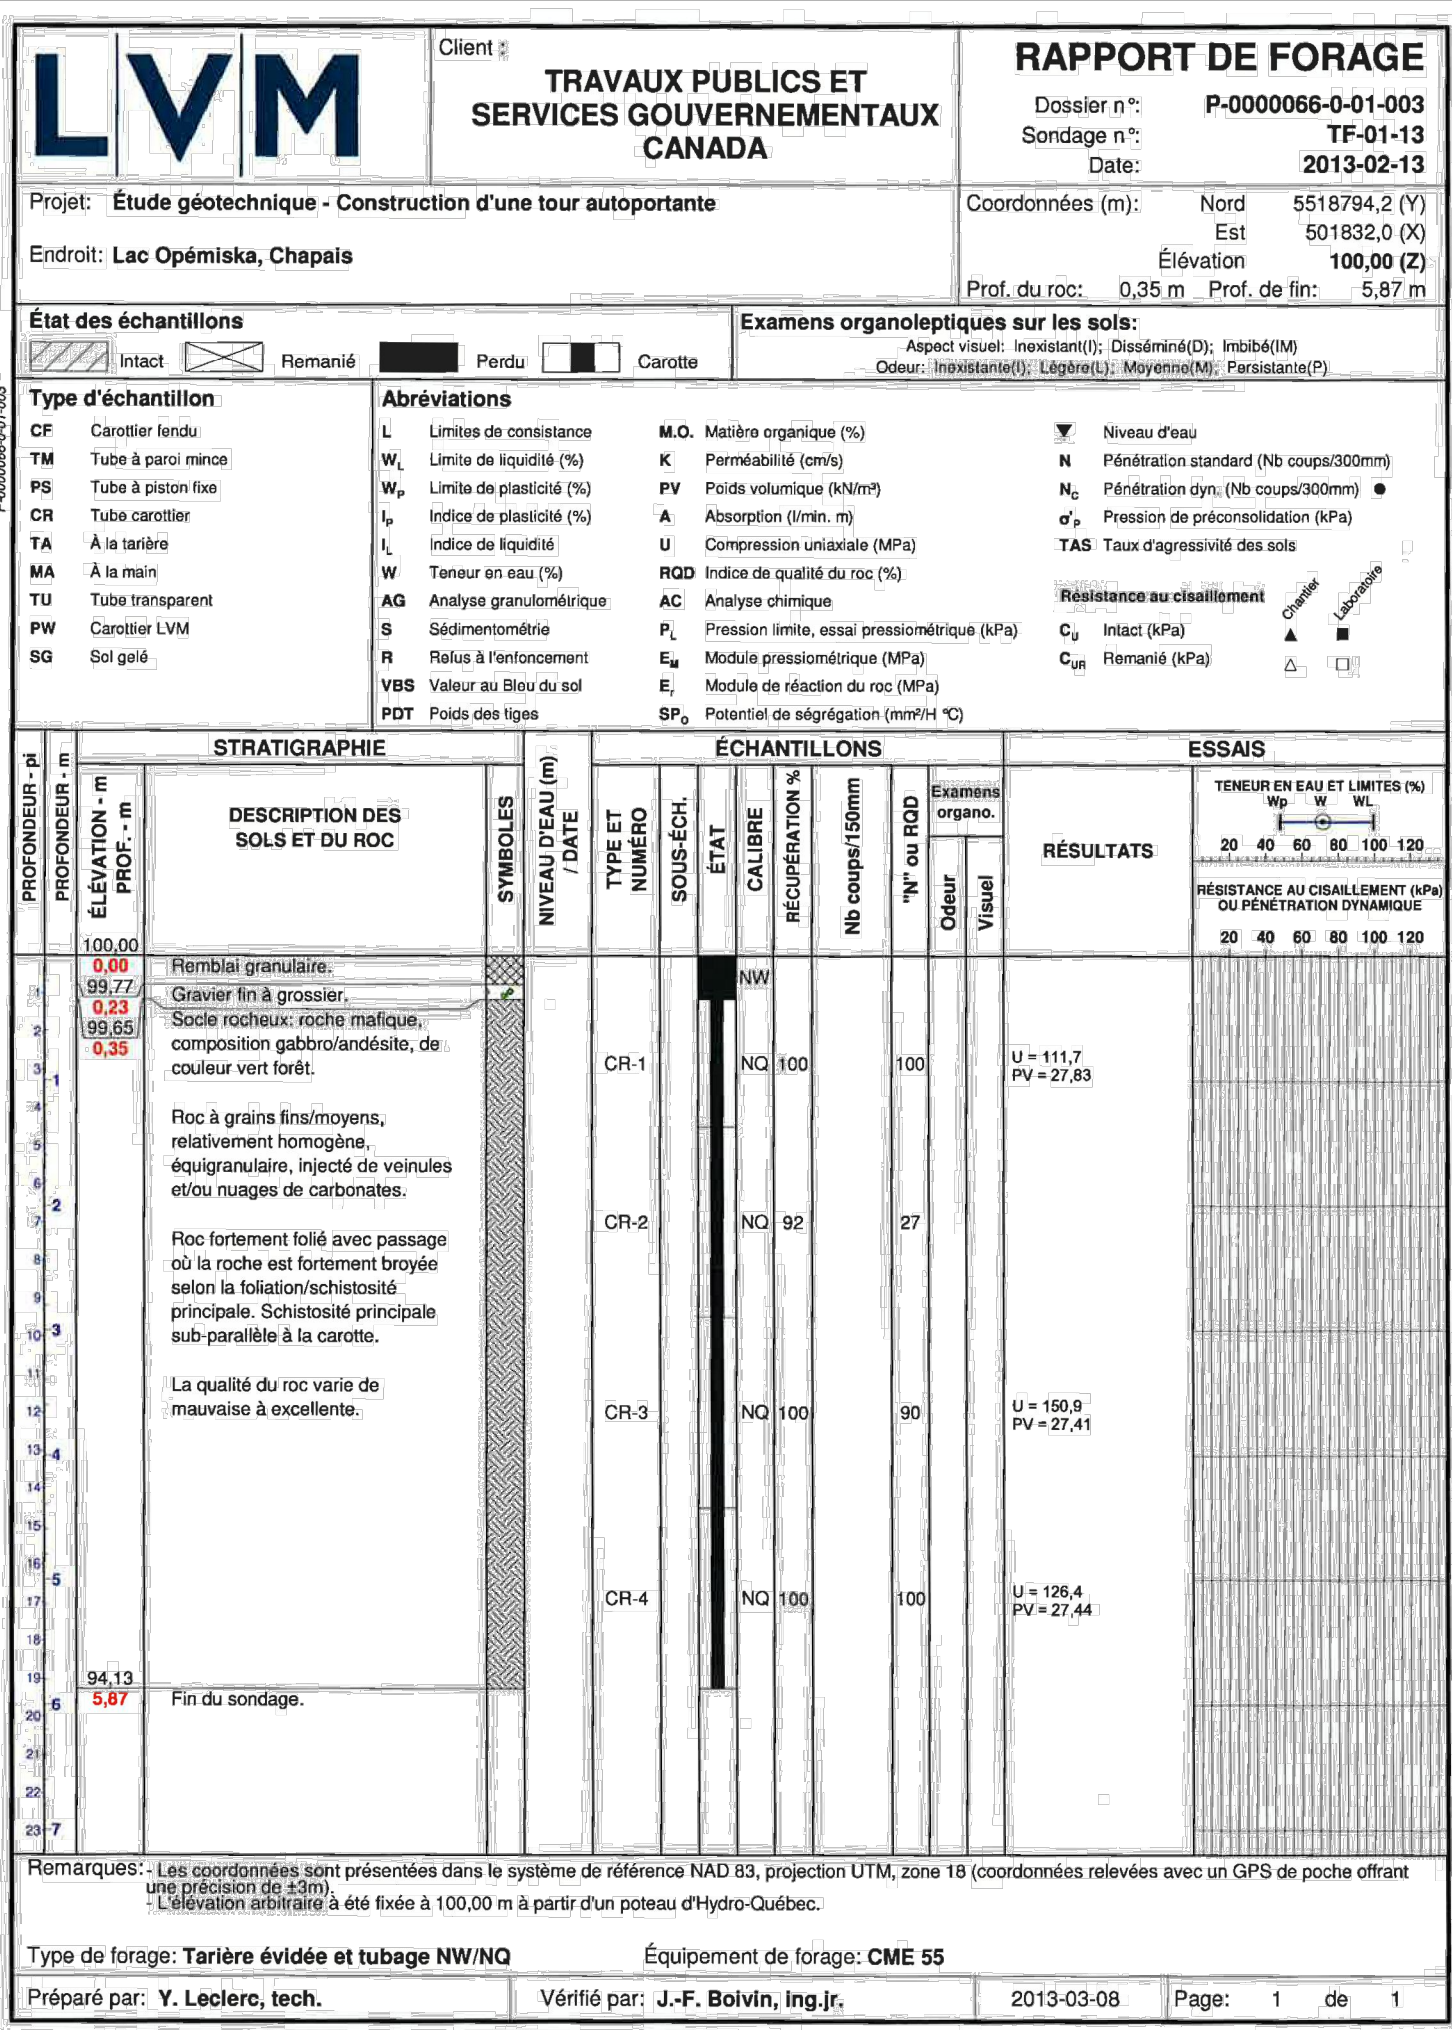 LVM
Client :
TRAVAUX PUBLICS ET
SERVICES GOUVERNEMENTAUX
CANADA
RAPPORT DE FORAGE
Dossier n°: P-0000066-0-01-003
Sondage n°: TF-01-13
Date: 2013-02-13
Projet: Étude géotechnique - Construction d'une tour autoportante
Endroit: Lac Opémiska, Chapais
Coordonnées (m): Nord 5518794,2 (Y)
Est 501832,0 (X)
Élévation 100,00 (Z)
Prof. du roc: 0,35 m Prof. de fin: 5,87 m
État des échantillons
Intact Remanié Perdu Carotte
Examens organoleptiques sur les sols:
Aspect visuel: Inexistant(I); Disséminé(D); Imbibé(IM)
Odeur: Inexistante(I); Légère(L); Moyenne(M); Persistante(P)
Type d'échantillon
CF Carottier fendu
TM Tube à paroi mince
PS Tube à piston fixe
CR Tube carottier
TA À la tarière
MA À la main
TU Tube transparent
PW Carottier LVM
SG Sol gelé
Abréviations
L Limites de consistance
WL Limite de liquidité (%)
Wp Limite de plasticité (%)
Ip Indice de plasticité (%)
IL Indice de liquidité
W Teneur en eau (%)
AG Analyse granulométrique
S Sédimentométrie
R Refus à l'enfoncement
VBS Valeur au Bleu du sol
PDT Poids des tiges
M.O. Matière organique (%)
K Perméabilité (cm/s)
PV Poids volumique (kN/m³)
A Absorption (l/min. m)
U Compression uniaxiale (MPa)
RQD Indice de qualité du roc (%)
AC Analyse chimique
PL Pression limite, essai pressiométrique (kPa)
EM Module pressiométrique (MPa)
Er Module de réaction du roc (MPa)
SPo Potentiel de ségrégation (mm²/H °C)
Niveau d'eau
N Pénétration standard (Nb coups/300mm)
Nc Pénétration dyn. (Nb coups/300mm) ●
σ'P Pression de préconsolidation (kPa)
TAS Taux d'agressivité des sols
Résistance au cisaillement Chantier Laboratoire
CU Intact (kPa) ▲ ■
CUR Remanié (kPa) △ □
PROFONDEUR - pi
PROFONDEUR - m
STRATIGRAPHIE
ÉLÉVATION - m
PROF. - m
DESCRIPTION DES
SOLS ET DU ROC
SYMBOLES
NIVEAU D'EAU (m)
/ DATE
ÉCHANTILLONS
TYPE ET
NUMÉRO
SOUS-ÉCH.
ÉTAT
CALIBRE
RÉCUPÉRATION %
Nb coups/150mm
"N" ou RQD
Examens
organo.
Odeur
Visuel
ESSAIS
RÉSULTATS
TENEUR EN EAU ET LIMITES (%)
Wp W WL
20 40 60 80 100 120
RÉSISTANCE AU CISAILLEMENT (kPa)
OU PÉNÉTRATION DYNAMIQUE
20 40 60 80 100 120
100,00
0,00 Remblai granulaire.
NW
99,77
0,23 Gravier fin à grossier.
99,65
0,35
Socle rocheux: roche mafique,
composition gabbro/andésite, de
couleur vert forêt.
CR-1 NQ 100 100 U = 111,7
PV = 27,83
Roc à grains fins/moyens,
relativement homogène,
équigranulaire, injecté de veinules
et/ou nuages de carbonates.
CR-2 NQ 92 27
Roc fortement folié avec passage
où la roche est fortement broyée
selon la foliation/schistosité
principale. Schistosité principale
sub-parallèle à la carotte.
La qualité du roc varie de
mauvaise à excellente.
CR-3 NQ 100 90 U = 150,9
PV = 27,41
CR-4 NQ 100 100 U = 126,4
PV = 27,44
94,13
5,87 Fin du sondage.
1
2
3
4
5
6
7
8
9
10
11
12
13
14
15
16
17
18
19
20
21
22
23
1
2
3
4
5
6
7
Remarques: - Les coordonnées sont présentées dans le système de référence NAD 83, projection UTM, zone 18 (coordonnées relevées avec un GPS de poche offrant
une précision de ±3m).
- L'élévation arbitraire à été fixée à 100,00 m à partir d'un poteau d'Hydro-Québec.
Type de forage: Tarière évidée et tubage NW/NQ Équipement de forage: CME 55
Préparé par: Y. Leclerc, tech. Vérifié par: J.-F. Boivin, ing.jr. 2013-03-08 Page: 1 de 1